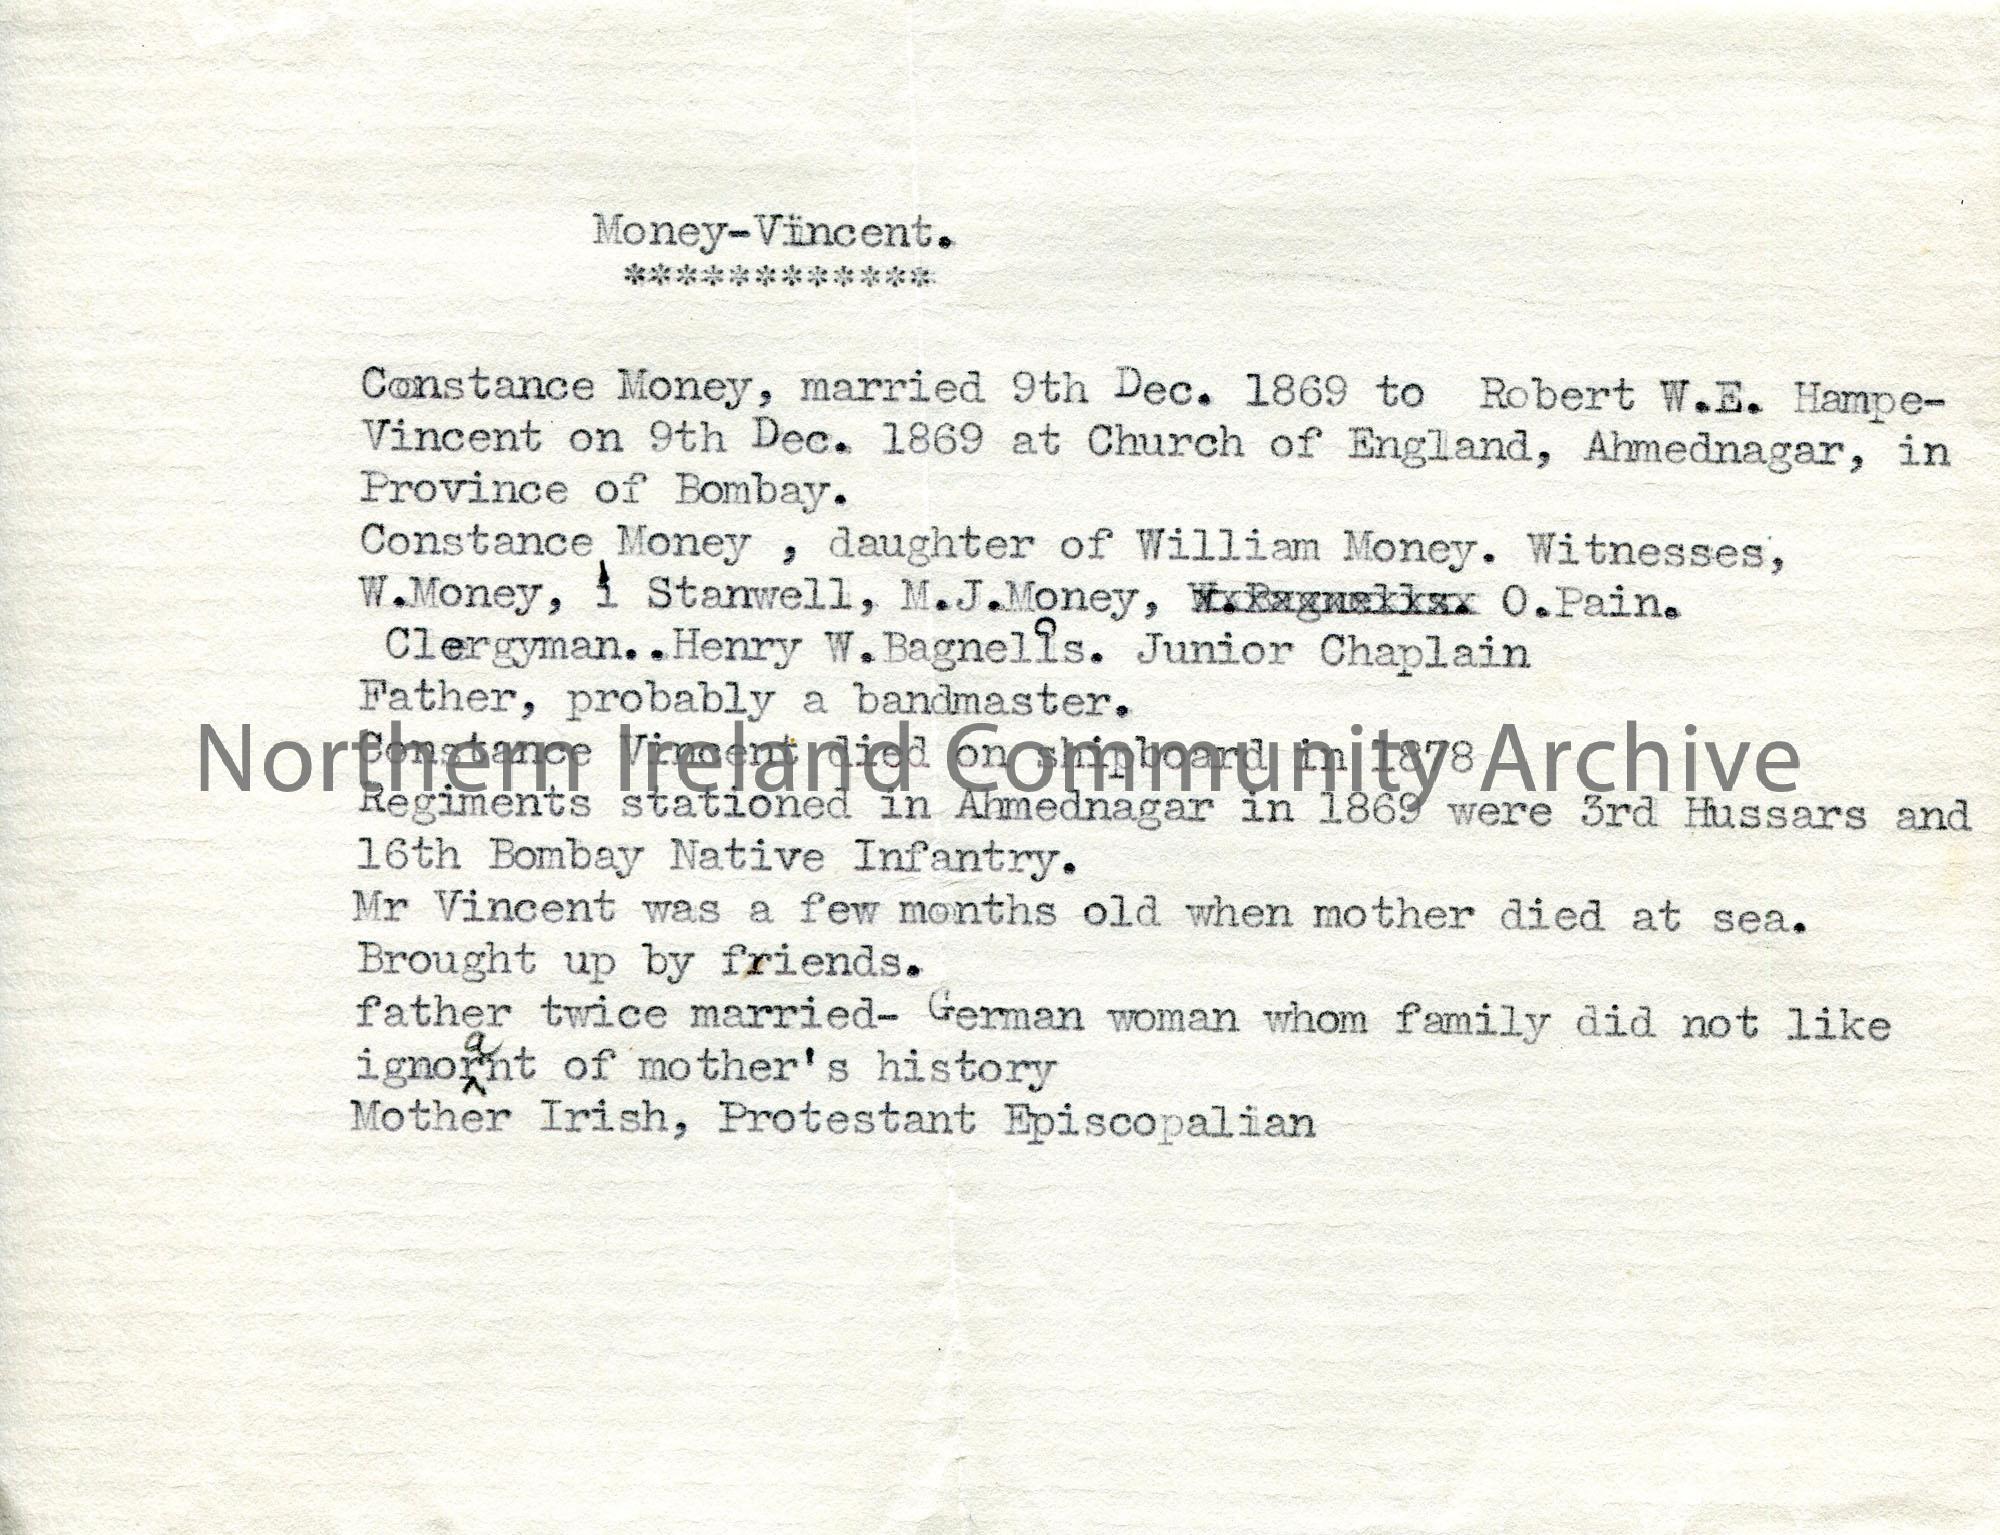 Money-Vincent.
************
Constance Money, married 9th Dec. 1869 to Robert W.E. Hampe-
Vincent on 9th Dec. 1869 at Church of England, Ahmednagar, in
Province of Bombay.
Constance Money , daughter of William Money. Witnesses,
W.Money, i Stanwell, M.J.Money, O.Pain.
Clergyman..Henry W.Bagnells. Junior Chaplain
Father, probably a bandmaster.
Constance Vincent died on shipboard in 1878
Northern Ireland Community Archive
Regiments stationed in Ahmednagar in 1869 were 3rd Hussars and
16th Bombay Native Infantry.
Mr Vincent was a few months old when mother died at sea.
Brought up by friends.
father twice married- German woman whom family did not like
ignorant of mother's history
Mother Irish, Protestant Episcopalian